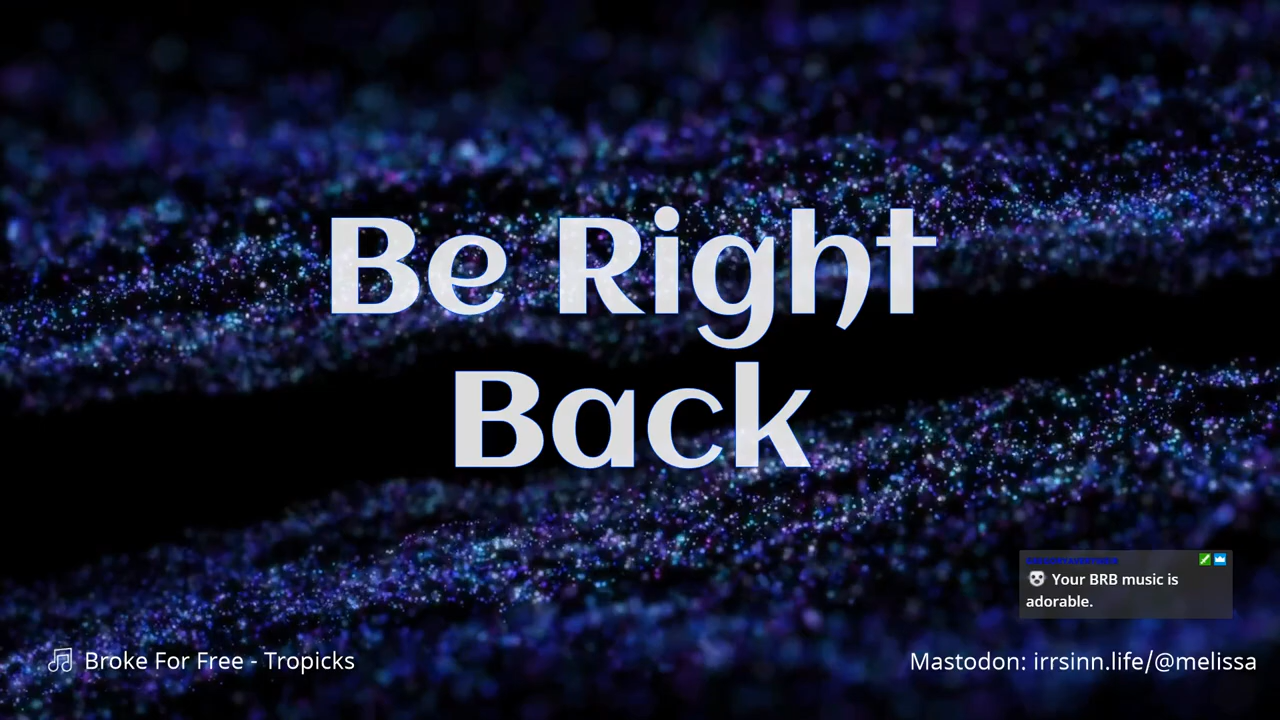 Be Right
Back
Your BRB music is
adorable.
Broke For Free - Tropicks
Mastodon: irrsinn.life/@melissa